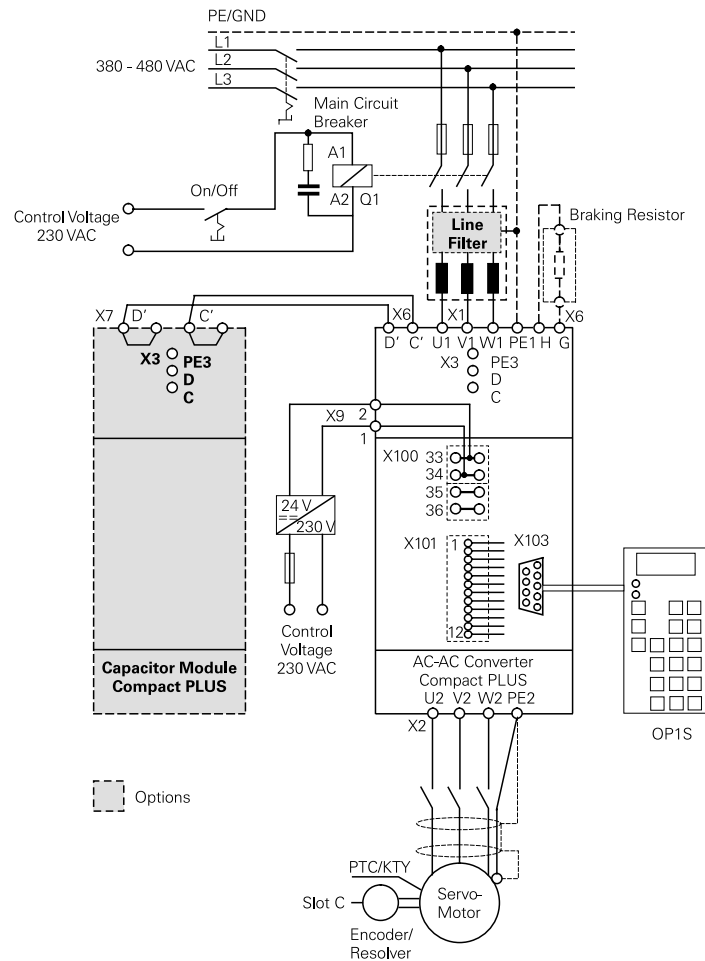 PE/GND
L1
380 - 480 VAC L2
L3
Main Circuit
Breaker
A1
On/Off
A2 Q1
Control Voltage
230 VAC
Line
Filter
Braking Resistor
X7 D' C' X6 X1 X6
D' C' U1 V1 W1 PE1 H G
X3 PE3
D
C
X3 PE3
D
C
X9 2
1
X100 33
34
35
36
24 V
230 V
X101 1 X103
12
Control
Voltage
230 VAC
Capacitor Module
Compact PLUS
AC-AC Converter
Compact PLUS
U2 V2 W2 PE2
X2
OP1S
Options
PTC/KTY
Slot C
Servo-
Motor
Encoder/
Resolver